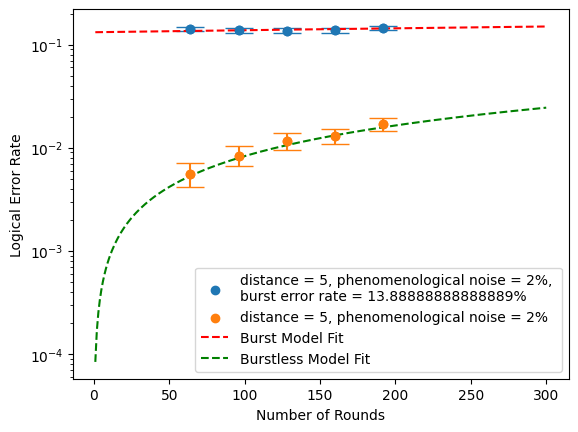 10⁻¹
10⁻²
10⁻³
10⁻⁴
Logical Error Rate
distance = 5, phenomenological noise = 2%,
burst error rate = 13.88888888888889%
distance = 5, phenomenological noise = 2%
Burst Model Fit
Burstless Model Fit
0 50 100 150 200 250 300
Number of Rounds